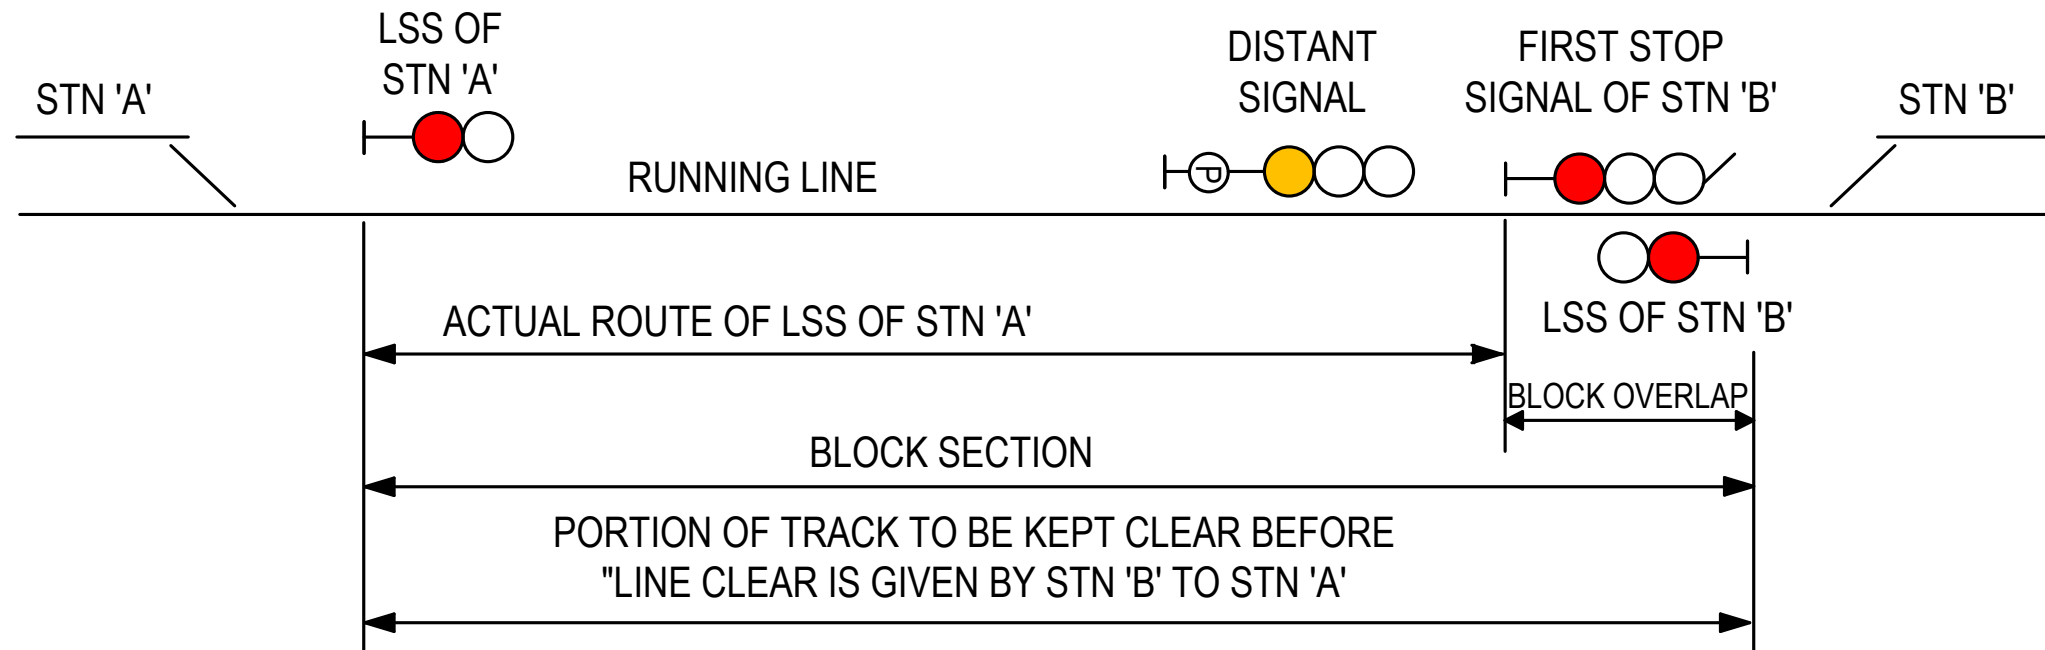 LSS OF
STN 'A'
DISTANT
SIGNAL
FIRST STOP
SIGNAL OF STN 'B'
STN 'A'
STN 'B'
RUNNING LINE
P
LSS OF STN 'B'
ACTUAL ROUTE OF LSS OF STN 'A'
BLOCK OVERLAP
BLOCK SECTION
PORTION OF TRACK TO BE KEPT CLEAR BEFORE
"LINE CLEAR IS GIVEN BY STN 'B' TO STN 'A'